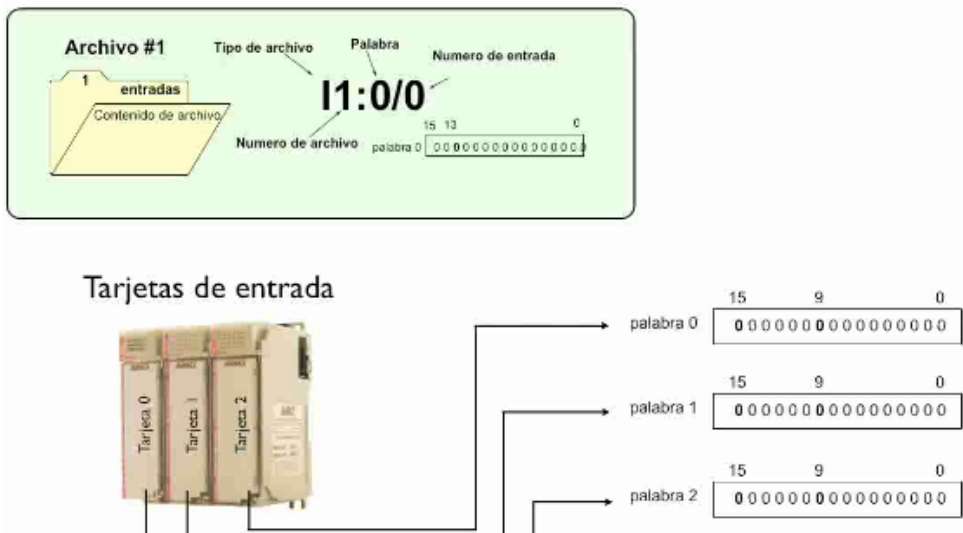 Archivo #1
Tipo de archivo
Palabra
Numero de entrada
1
entradas
Contenido de archivo
I1:0/0
Numero de archivo
15 13 0
palabra 0 0000000000000000
Tarjetas de entrada
15 9 0
palabra 0 0000000000000000
15 9 0
palabra 1 0000000000000000
15 9 0
palabra 2 0000000000000000
Tarjeta 0
Tarjeta 1
Tarjeta 2